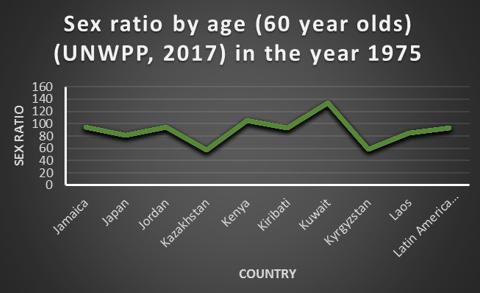 Sex ratio by age (60 year olds)
(UNWPP, 2017) in the year 1975
SEX RATIO
160
140
120
100
80
60
40
20
0
Jamaica
Japan
Jordan
Kazakhstan
Kenya
Kiribati
Kuwait
Kyrgyzstan
Laos
Latin America...
COUNTRY